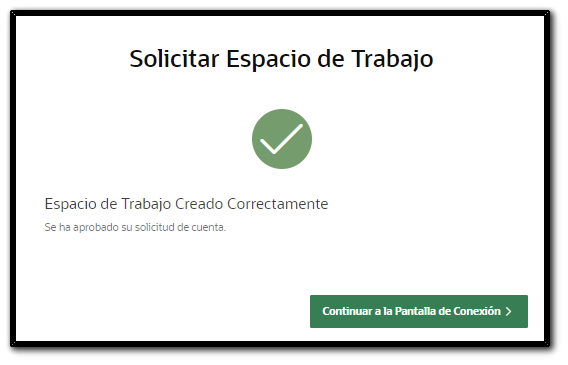 Solicitar Espacio de Trabajo
Espacio de Trabajo Creado Correctamente
Se ha aprobado su solicitud de cuenta.
Continuar a la Pantalla de Conexión